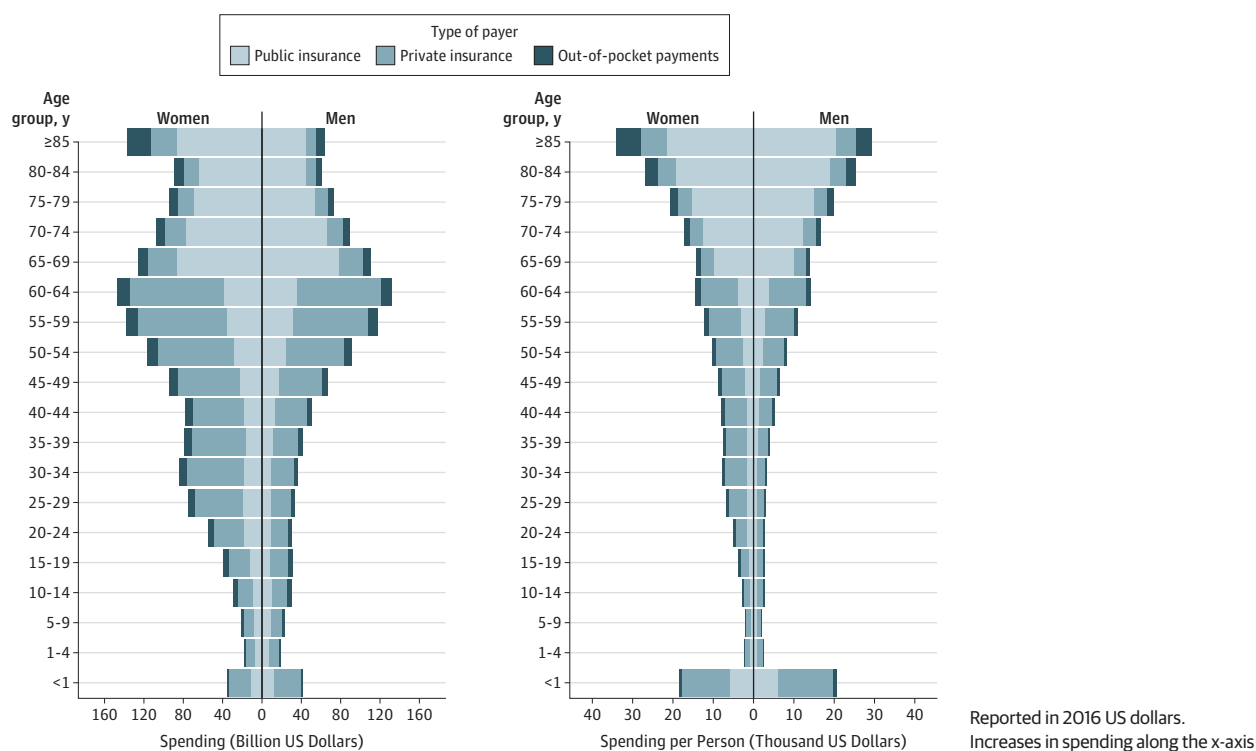 Type of payer
Public insurance Private insurance Out-of-pocket payments
Age
group, y
Women
Men
≥85
80-84
75-79
70-74
65-69
60-64
55-59
50-54
45-49
40-44
35-39
30-34
25-29
20-24
15-19
10-14
5-9
1-4
<1
160 120 80 40 0 40 80 120 160
Spending (Billion US Dollars)
Age
group, y
Women
Men
≥85
80-84
75-79
70-74
65-69
60-64
55-59
50-54
45-49
40-44
35-39
30-34
25-29
20-24
15-19
10-14
5-9
1-4
<1
40 30 20 10 0 10 20 30 40
Spending per Person (Thousand US Dollars)
Reported in 2016 US dollars.
Increases in spending along the x-axis